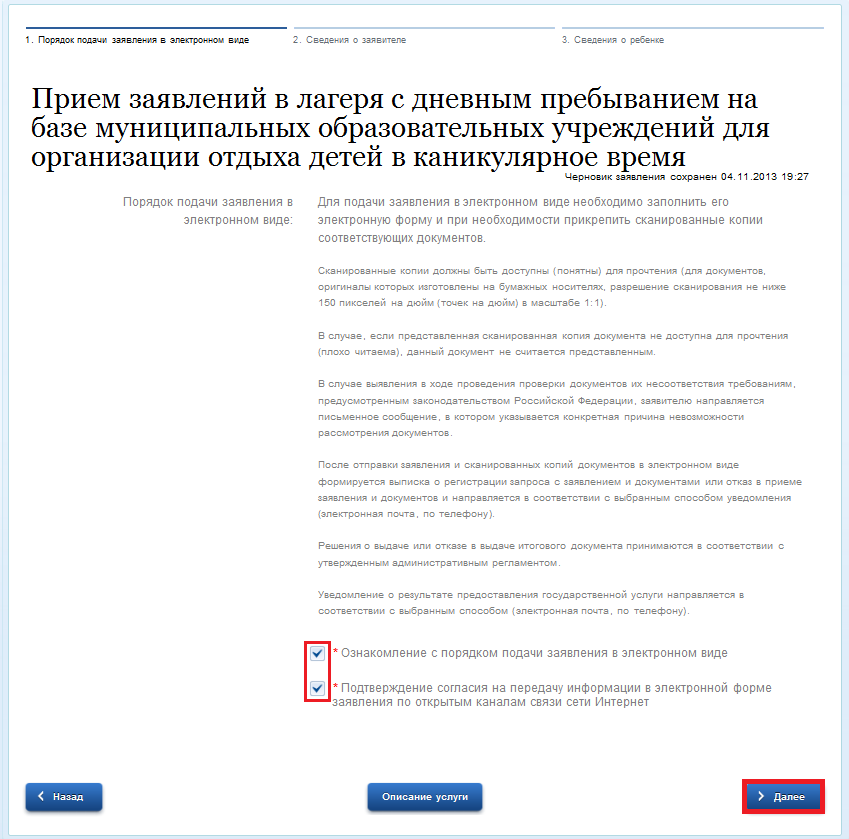 1. Порядок подачи заявления в электронном виде
2. Сведения о заявителе
3. Сведения о ребенке
Прием заявлений в лагеря с дневным пребыванием на
базе муниципальных образовательных учреждений для
организации отдыха детей в каникулярное время
Черновик заявления сохранен 04.11.2013 19:27
Порядок подачи заявления в
электронном виде:
Для подачи заявления в электронном виде необходимо заполнить его
электронную форму и при необходимости прикрепить сканированные копии
соответствующих документов.
Сканированные копии должны быть доступны (понятны) для прочтения (для документов,
оригиналы которых изготовлены на бумажных носителях, разрешение сканирования не ниже
150 пикселей на дюйм (точек на дюйм) в масштабе 1:1).
В случае, если представленная сканированная копия документа не доступна для прочтения
(плохо читаема), данный документ не считается представленным.
В случае выявления в ходе проведения проверки документов их несоответствия требованиям,
предусмотренным законодательством Российской Федерации, заявителю направляется
письменное сообщение, в котором указывается конкретная причина невозможности
рассмотрения документов.
После отправки заявления и сканированных копий документов в электронном виде
формируется выписка о регистрации запроса с заявлением и документами или отказ в приеме
заявления и документов и направляется в соответствии с выбранным способом уведомления
(электронная почта, по телефону).
Решения о выдаче или отказе в выдаче итогового документа принимаются в соответствии с
утвержденным административным регламентом.
Уведомление о результате предоставления государственной услуги направляется в
соответствии с выбранным способом (электронная почта, по телефону).
* Ознакомление с порядком подачи заявления в электронном виде
* Подтверждение согласия на передачу информации в электронной форме
заявления по открытым каналам связи сети Интернет
Назад
Описание услуги
Далее